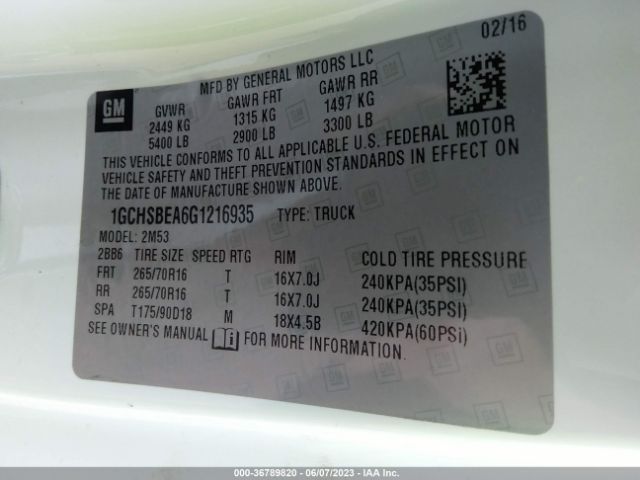 02/16
MFD BY GENERAL MOTORS LLC
GM
GVWR GAWR FRT GAWR RR
2449 KG 1315 KG 1497 KG
5400 LB 2900 LB 3300 LB
THIS VEHICLE CONFORMS TO ALL APPLICABLE U.S. FEDERAL MOTOR
VEHICLE SAFETY AND THEFT PREVENTION STANDARDS IN EFFECT ON
THE DATE OF MANUFACTURE SHOWN ABOVE.
1GCHSBEA6G1216935 TYPE: TRUCK
MODEL: 2M53
2BB6 TIRE SIZE SPEED RTG RIM COLD TIRE PRESSURE
FRT 265/70R16 T 16X7.0J 240KPA(35PSI)
RR 265/70R16 T 16X7.0J 240KPA(35PSI)
SPA T175/90D18 M 18X4.5B 420KPA(60PSi)
SEE OWNER'S MANUAL i FOR MORE INFORMATION.
000-36789820 - 06/07/2023 - IAAI.COM